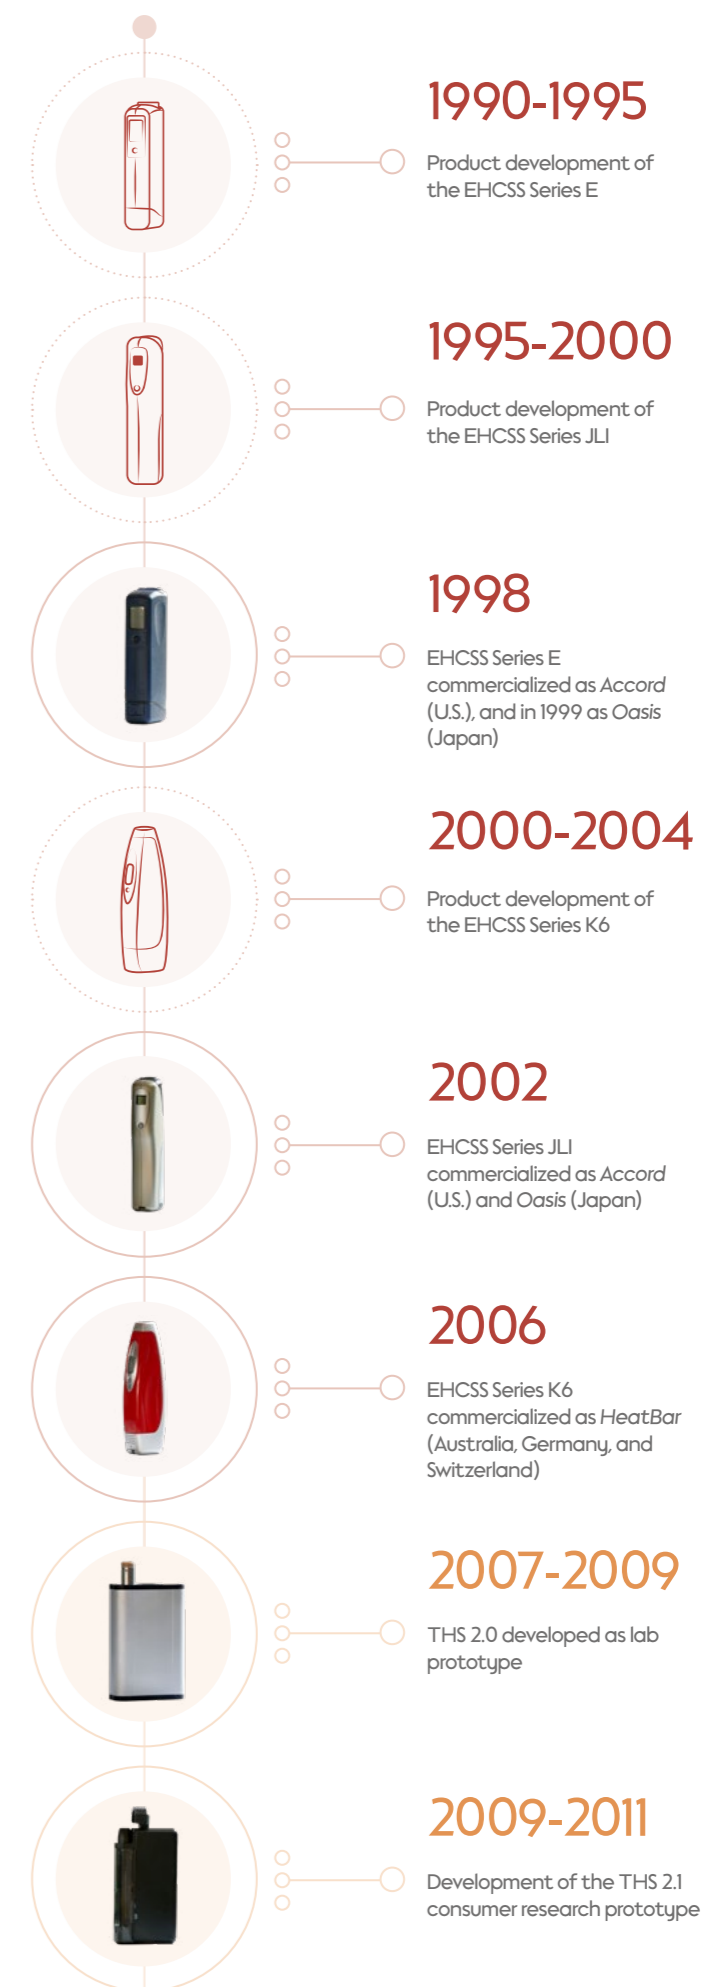 1990-1995
Product development of
the EHCSS Series E
1995-2000
Product development of
the EHCSS Series JLI
1998
EHCSS Series E
commercialized as Accord
(U.S.), and in 1999 as Oasis
(Japan)
2000-2004
Product development of
the EHCSS Series K6
2002
EHCSS Series JLI
commercialized as Accord
(U.S.) and Oasis (Japan)
2006
EHCSS Series K6
commercialized as HeatBar
(Australia, Germany, and
Switzerland)
2007-2009
THS 2.0 developed as lab
prototype
2009-2011
Development of the THS 2.1
consumer research prototype